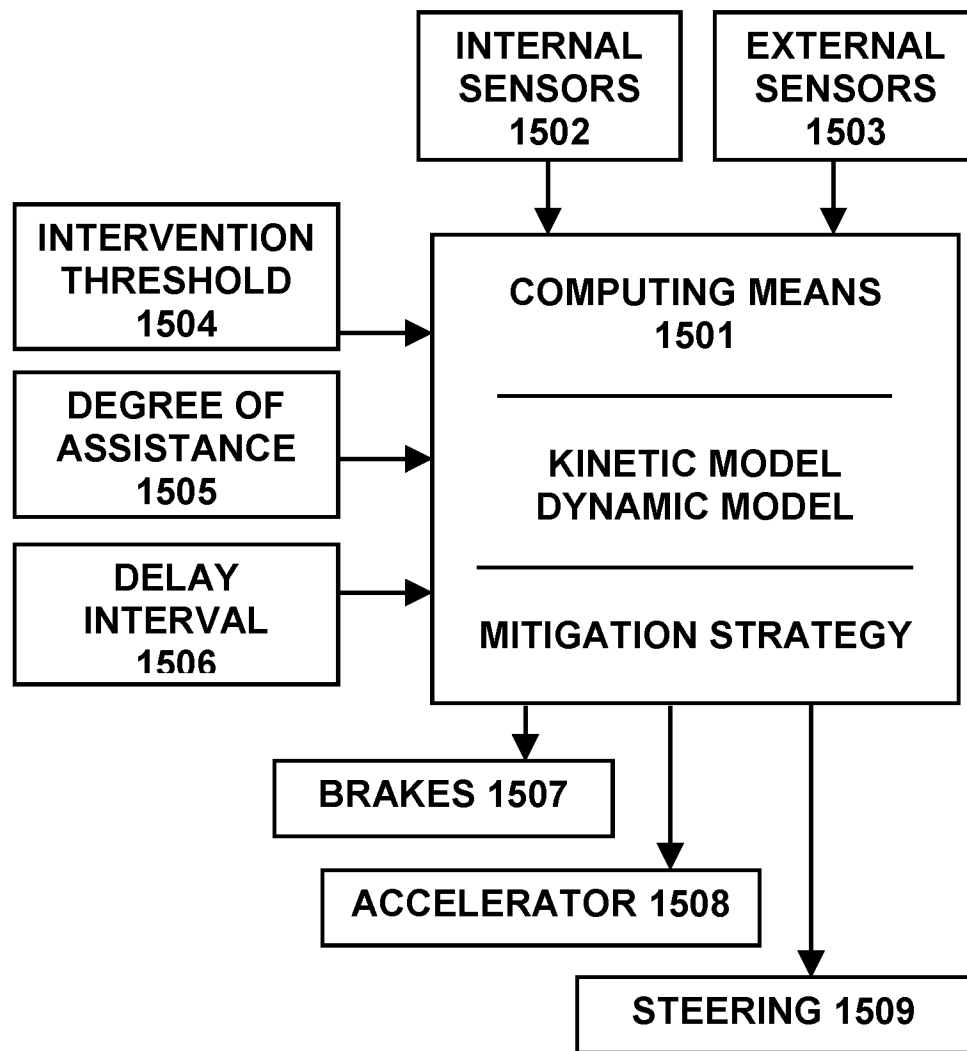 INTERNAL
SENSORS
1502
EXTERNAL
SENSORS
1503
INTERVENTION
THRESHOLD
1504
DEGREE OF
ASSISTANCE
1505
DELAY
INTERVAL
1506
COMPUTING MEANS
1501
KINETIC MODEL
DYNAMIC MODEL
MITIGATION STRATEGY
BRAKES 1507
ACCELERATOR 1508
STEERING 1509